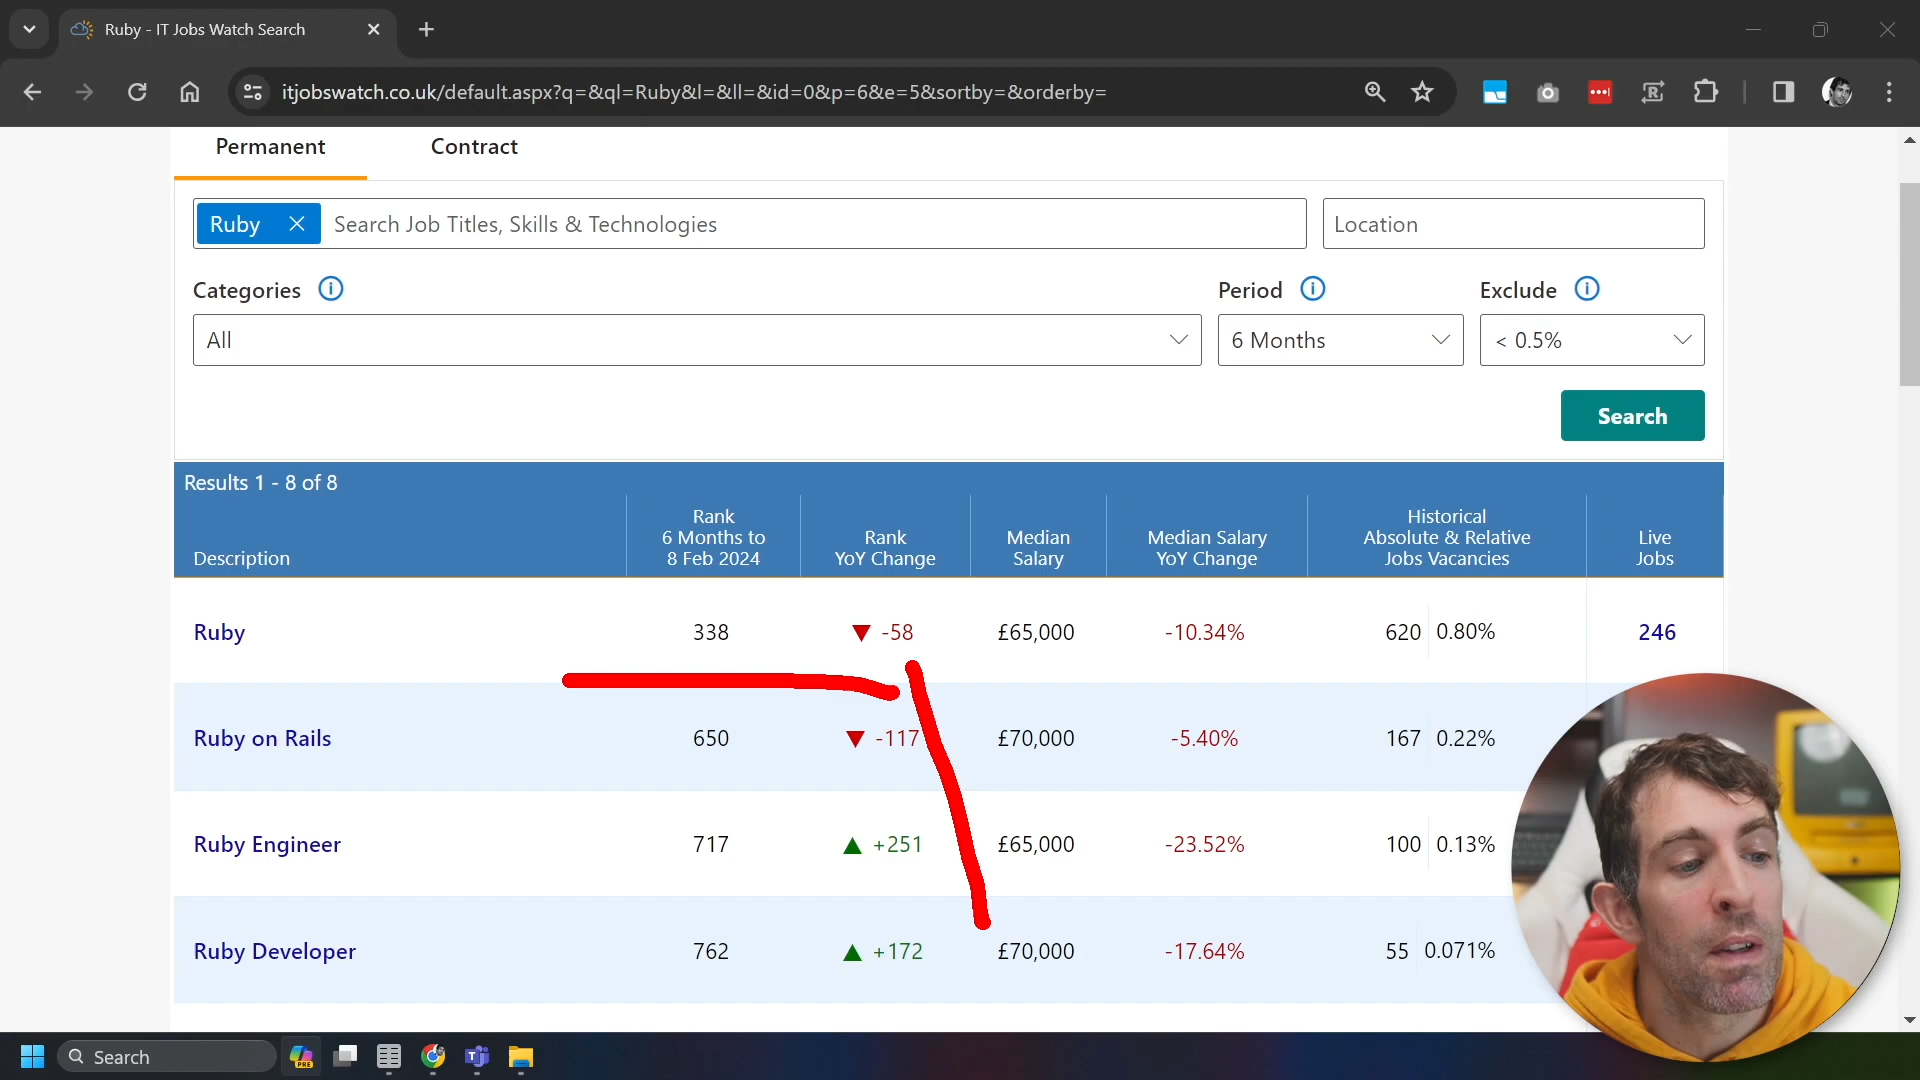 Ruby - IT Jobs Watch Search
itjobswatch.co.uk/default.aspx?q=&ql=Ruby&l=&ll=&id=0&p=6&e=5&sortby=&orderby=
Permanent Contract
Ruby Search Job Titles, Skills & Technologies Location
Categories Period Exclude
All 6 Months < 0.5%
Search
Results 1 - 8 of 8
Description Rank 6 Months to 8 Feb 2024 Rank YoY Change Median Salary Median Salary YoY Change Historical Absolute & Relative Jobs Vacancies Live Jobs
Ruby 338 ▼ -58 £65,000 -10.34% 620 0.80% 246
Ruby on Rails 650 ▼ -117 £70,000 -5.40% 167 0.22%
Ruby Engineer 717 ▲ +251 £65,000 -23.52% 100 0.13%
Ruby Developer 762 ▲ +172 £70,000 -17.64% 55 0.071%
Search
PRE